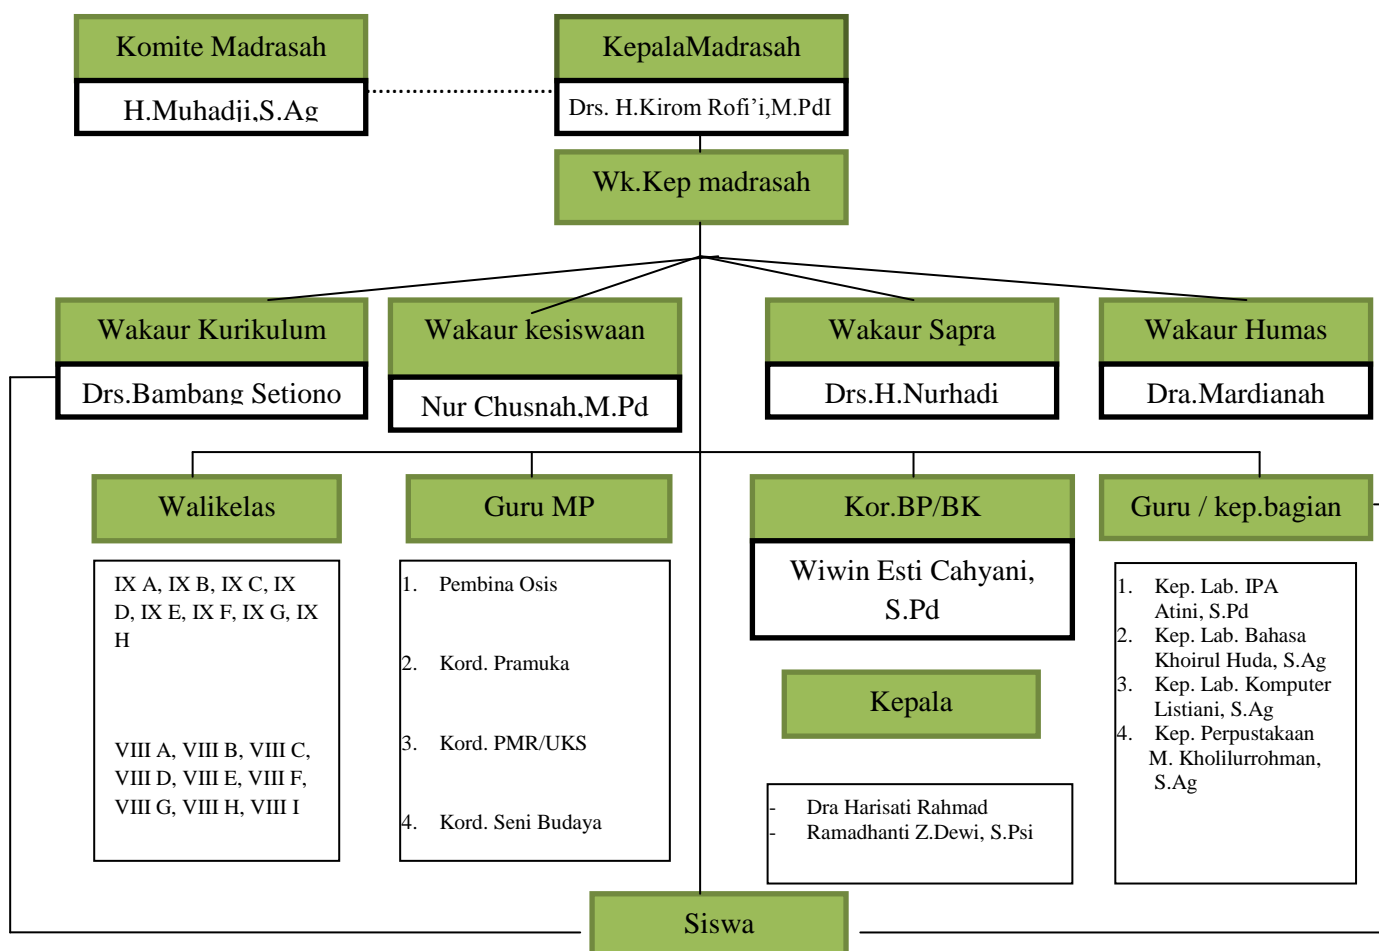 Komite Madrasah
H.Muhadji,S.Ag
KepalaMadrasah
Drs. H.Kirom Rofi’i,M.PdI
Wk.Kep madrasah
Wakaur Kurikulum
Drs.Bambang Setiono
Wakaur kesiswaan
Nur Chusnah,M.Pd
Wakaur Sapra
Drs.H.Nurhadi
Wakaur Humas
Dra.Mardianah
Walikelas
IX A, IX B, IX C, IX
D, IX E, IX F, IX G, IX
H
VIII A, VIII B, VIII C,
VIII D, VIII E, VIII F,
VIII G, VIII H, VIII I
Guru MP
1. Pembina Osis
2. Kord. Pramuka
3. Kord. PMR/UKS
4. Kord. Seni Budaya
Kor.BP/BK
Wiwin Esti Cahyani,
S.Pd
Kepala
- Dra Harisati Rahmad
- Ramadhanti Z.Dewi, S.Psi
Guru / kep.bagian
1. Kep. Lab. IPA
Atini, S.Pd
2. Kep. Lab. Bahasa
Khoirul Huda, S.Ag
3. Kep. Lab. Komputer
Listiani, S.Ag
4. Kep. Perpustakaan
M. Kholilurrohman,
S.Ag
Siswa